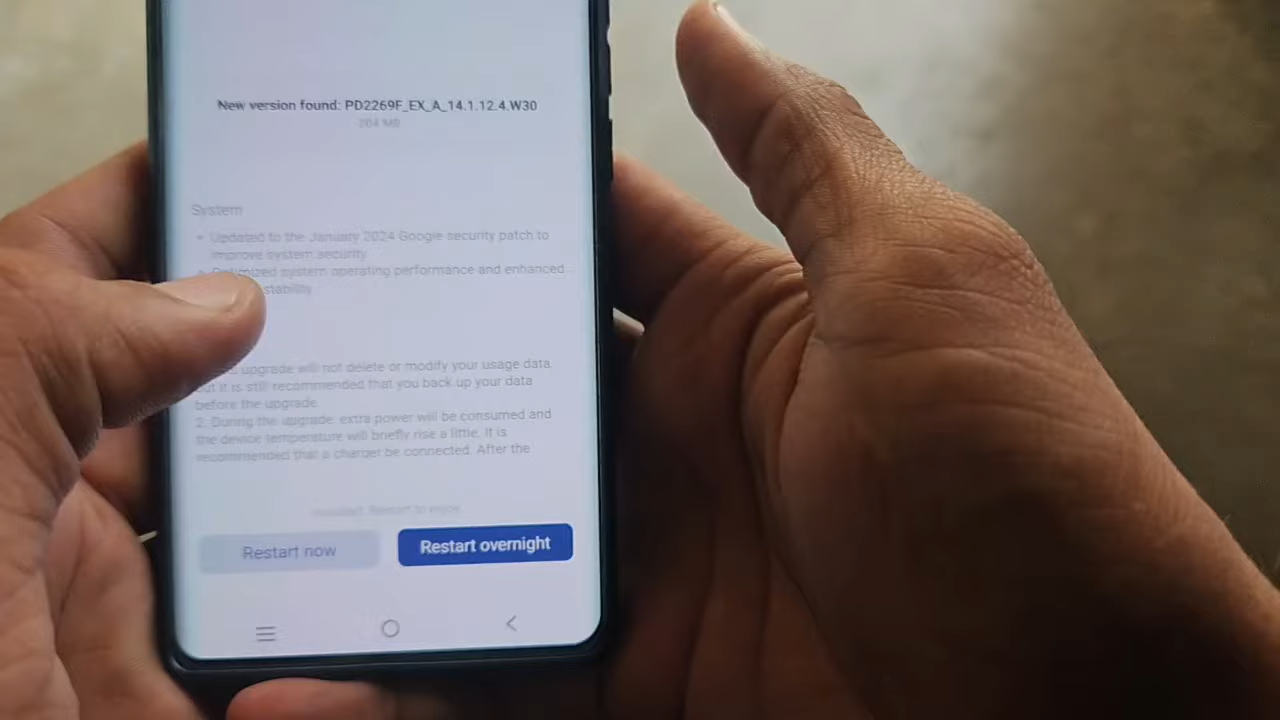 New version found: PD2269F_EX_A_14.1.12.4.W30
204 MB
System
Updated to the January 2024 Google security patch to
improve system security
Optimized system operating performance and enhanced
stability
upgrade will not delete or modify your usage data
but it is still recommended that you back up your data
before the upgrade.
2. During the upgrade, extra power will be consumed and
the device temperature will briefly rise a little. It is
recommended that a charger be connected. After the
installed. Restart to enjoy
Restart now
Restart overnight